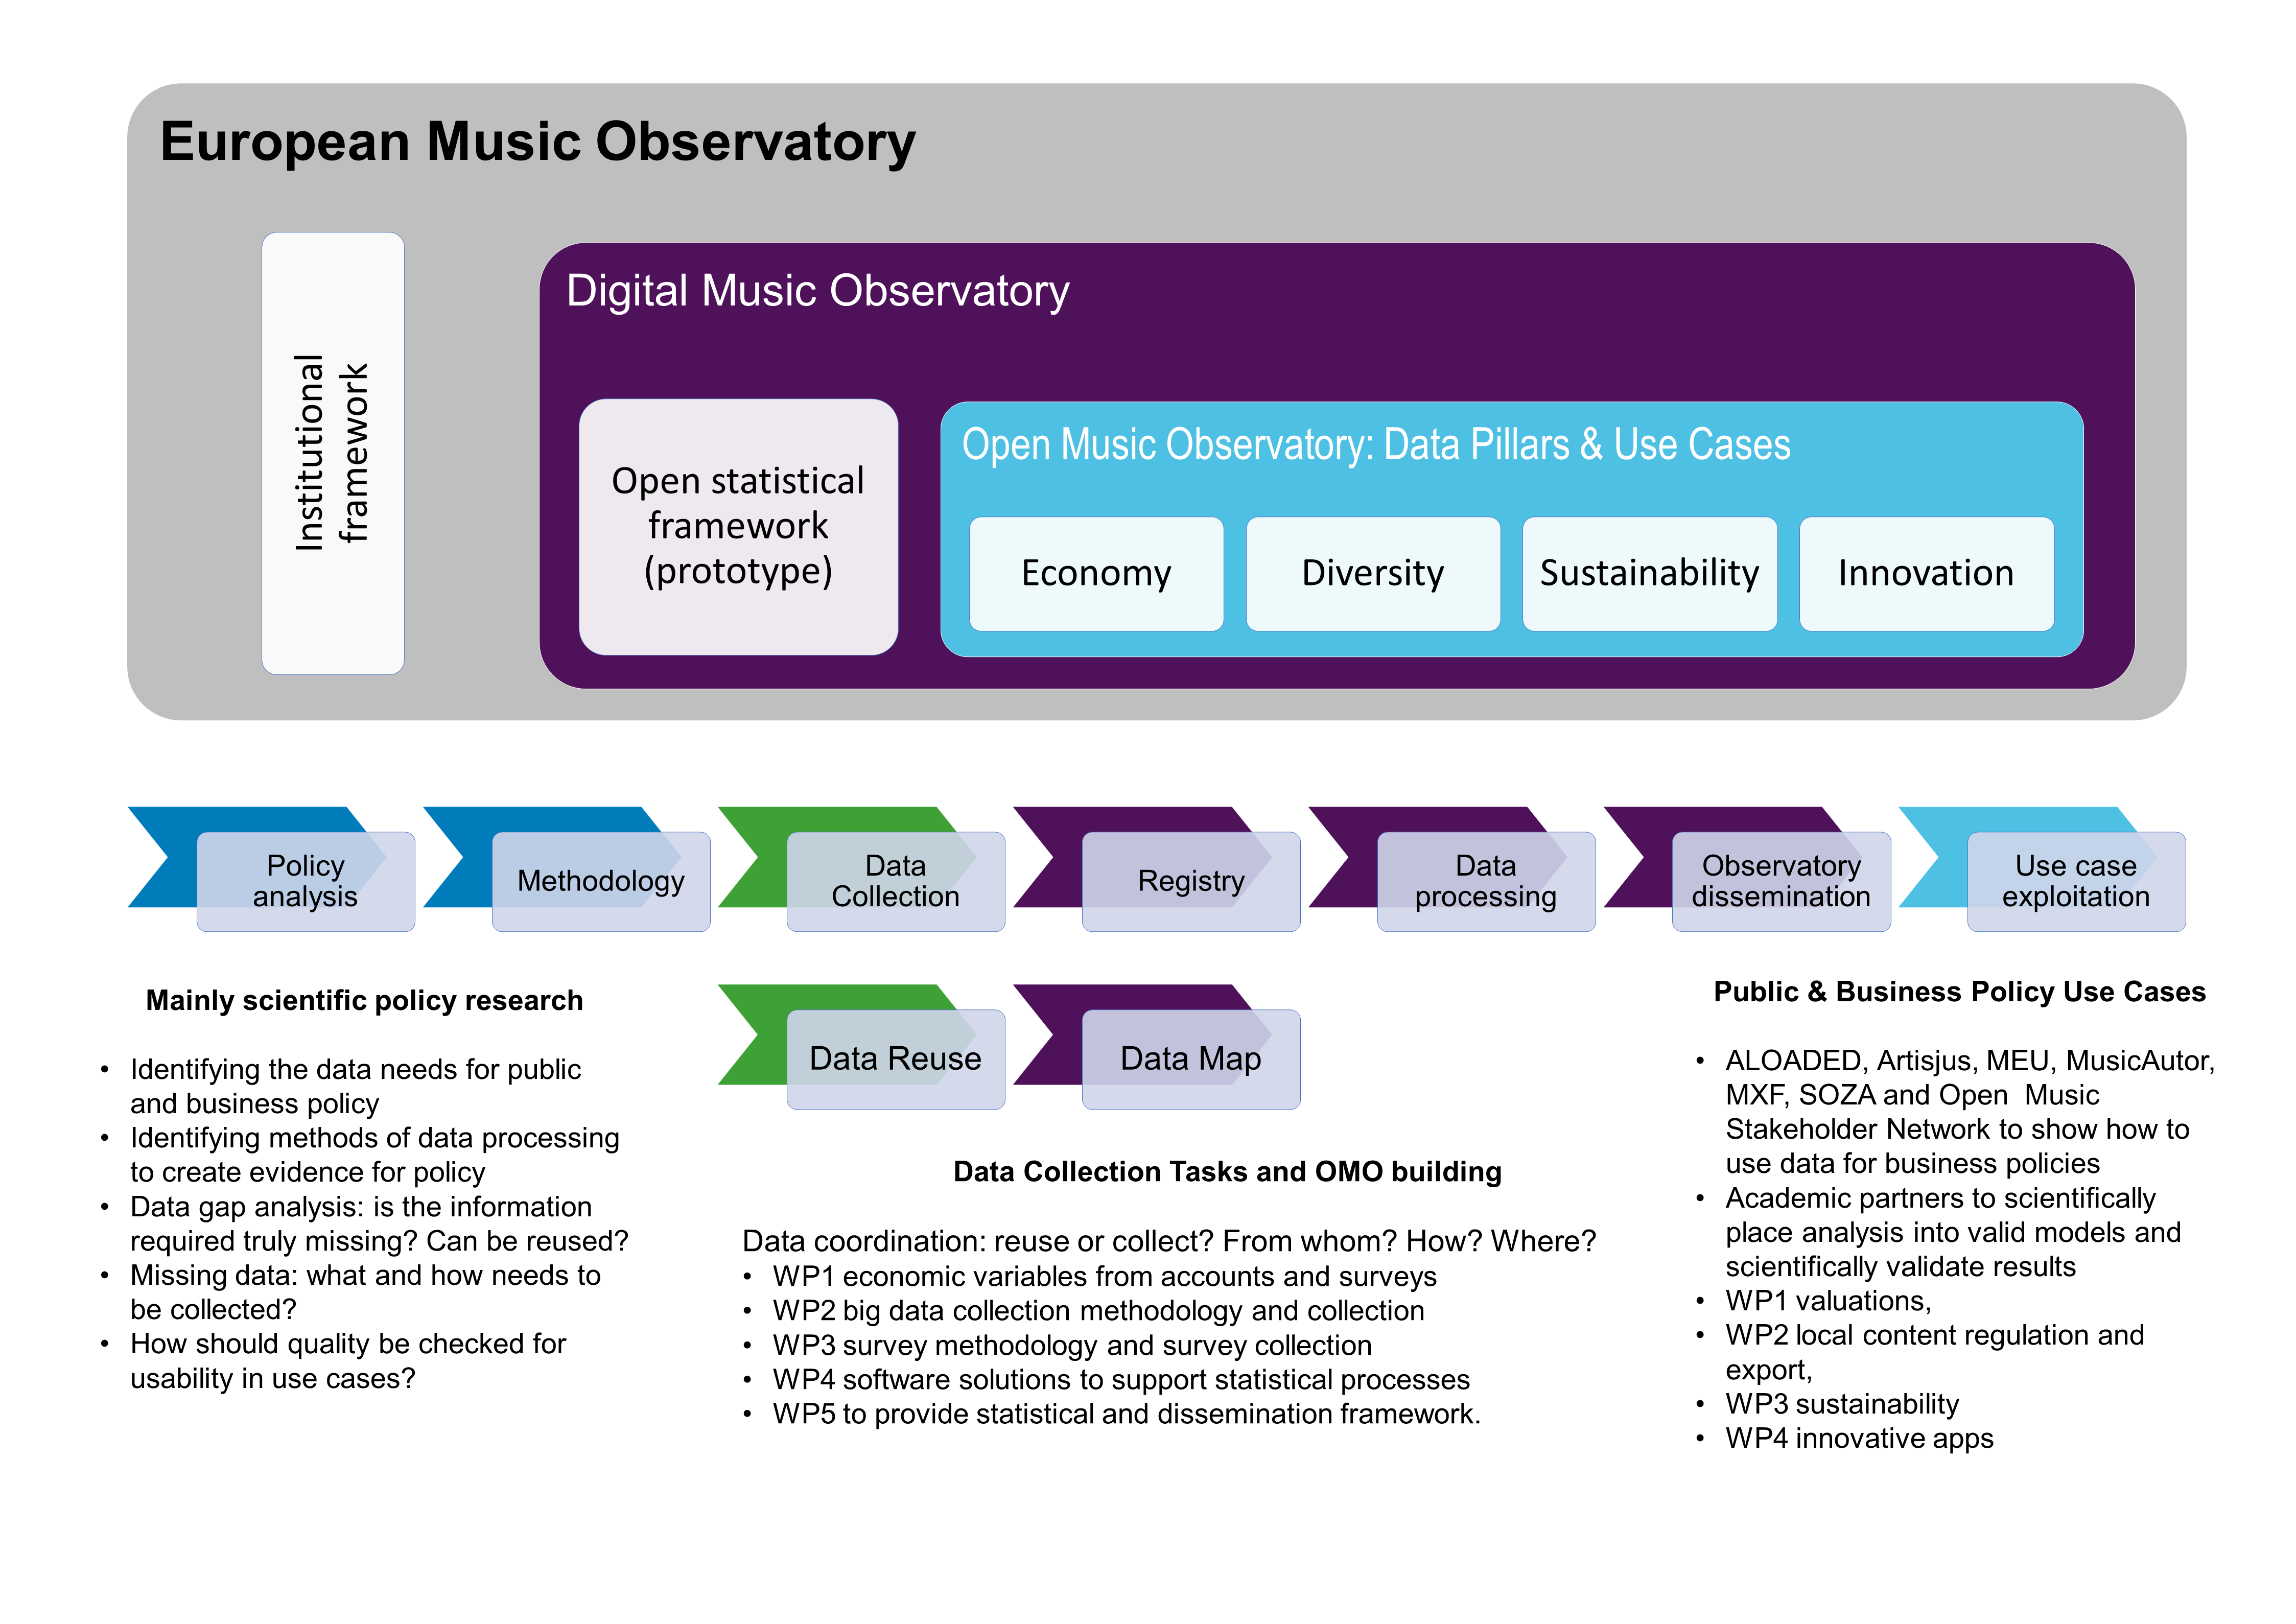 European Music Observatory
Institutional
framework
Digital Music Observatory
Open statistical
framework
(prototype)
Open Music Observatory: Data Pillars & Use Cases
Economy
Diversity
Sustainability
Innovation
Policy
analysis
Methodology
Data
Collection
Registry
Data
processing
Observatory
dissemination
Use case
exploitation
Data Reuse
Data Map
Mainly scientific policy research
• Identifying the data needs for public
and business policy
• Identifying methods of data processing
to create evidence for policy
• Data gap analysis: is the information
required truly missing? Can be reused?
• Missing data: what and how needs to
be collected?
• How should quality be checked for
usability in use cases?
Data Collection Tasks and OMO building
Data coordination: reuse or collect? From whom? How? Where?
• WP1 economic variables from accounts and surveys
• WP2 big data collection methodology and collection
• WP3 survey methodology and survey collection
• WP4 software solutions to support statistical processes
• WP5 to provide statistical and dissemination framework.
Public & Business Policy Use Cases
• ALOADED, Artisjus, MEU, MusicAutor,
MXF, SOZA and Open  Music
Stakeholder Network to show how to
use data for business policies
• Academic partners to scientifically
place analysis into valid models and
scientifically validate results
• WP1 valuations,
• WP2 local content regulation and
export,
• WP3 sustainability
• WP4 innovative apps